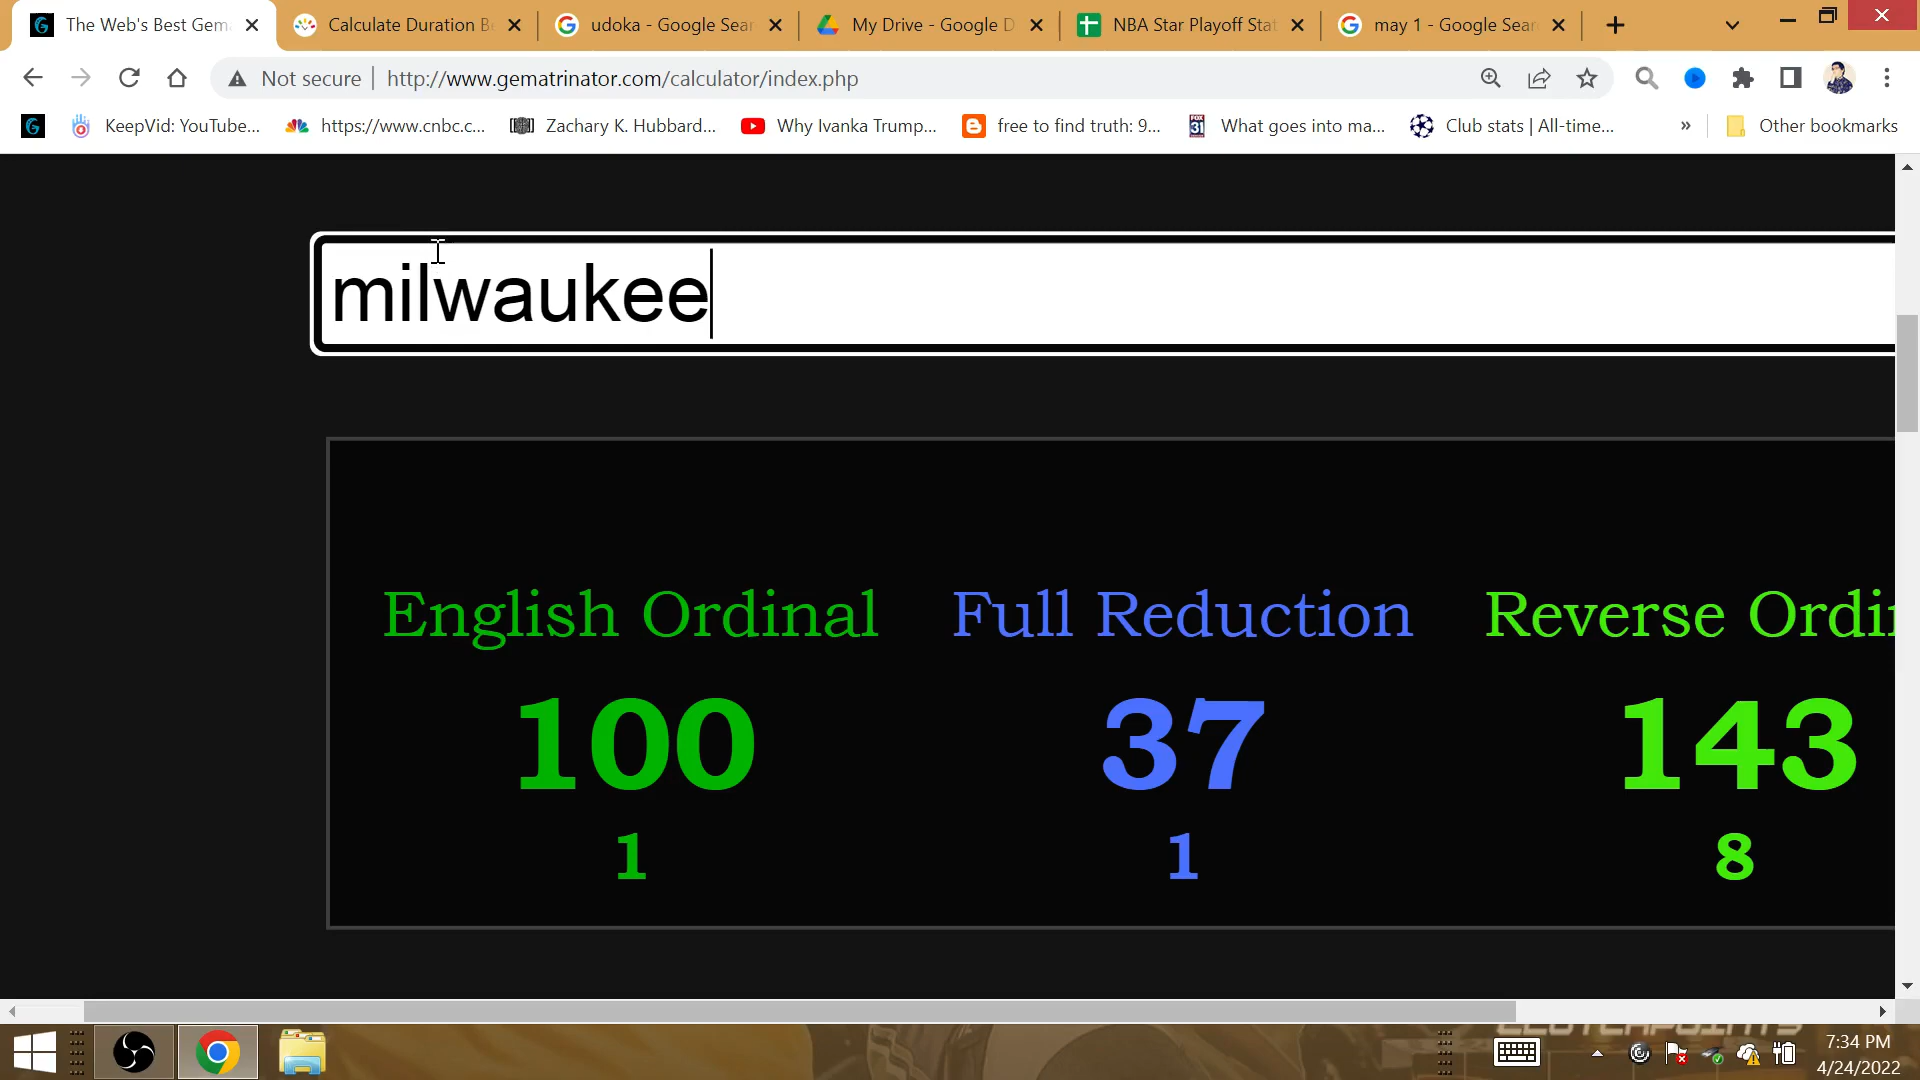 The Web's Best Gem
Calculate Duration Be
udoka - Google Sear
My Drive - Google D
NBA Star Playoff Stat
may 1 - Google Sear
Not secure
http://www.gematrinator.com/calculator/index.php
KeepVid: YouTube...
https://www.cnbc.c...
Zachary K. Hubbard...
Why Ivanka Trump...
free to find truth: 9...
What goes into ma...
Club stats | All-time...
»
Other bookmarks
milwaukee
English Ordinal
Full Reduction
Reverse Ordin
100
37
143
1
1
8
CLUTCHPOINTS
7:34 PM
4/24/2022